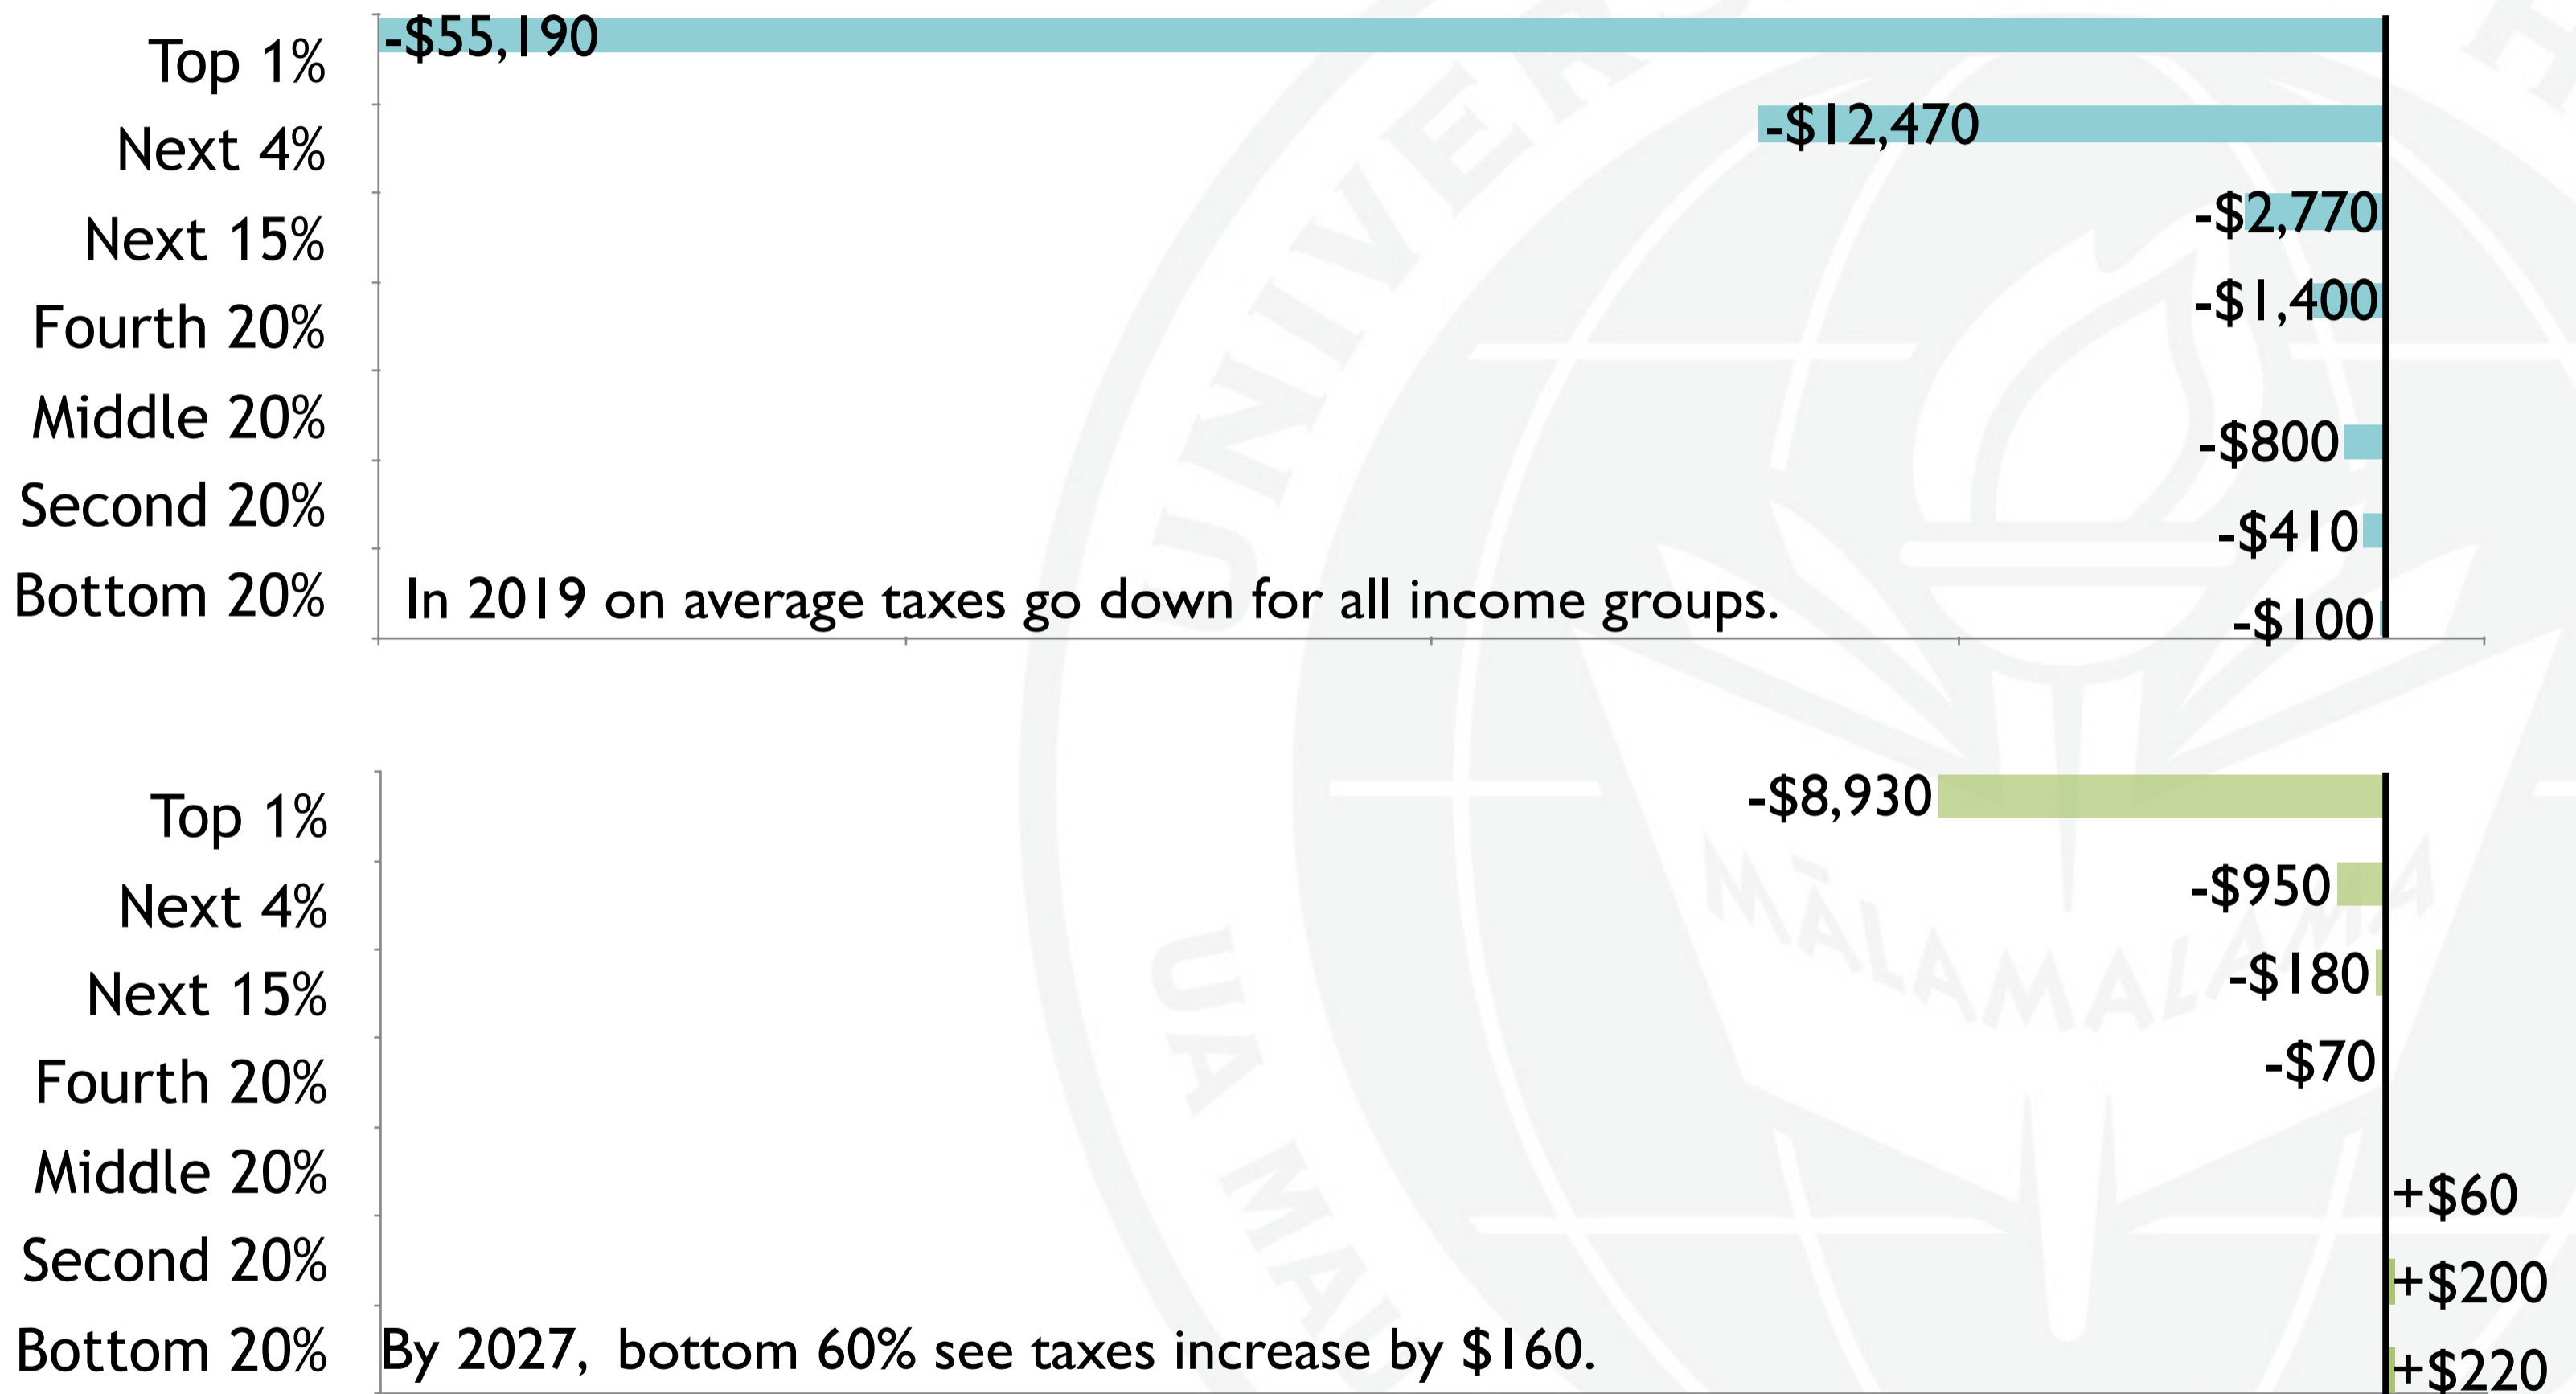 Top 1% -$55,190
Next 4% -$12,470
Next 15% -$2,770
Fourth 20% -$1,400
Middle 20% -$800
Second 20% -$410
Bottom 20% In 2019 on average taxes go down for all income groups. -$100
Top 1% -$8,930
Next 4% -$950
Next 15% -$180
Fourth 20% -$70
Middle 20% +$60
Second 20% +$200
Bottom 20% By 2027, bottom 60% see taxes increase by $160. +$220
MĀLAMALAMA
UA